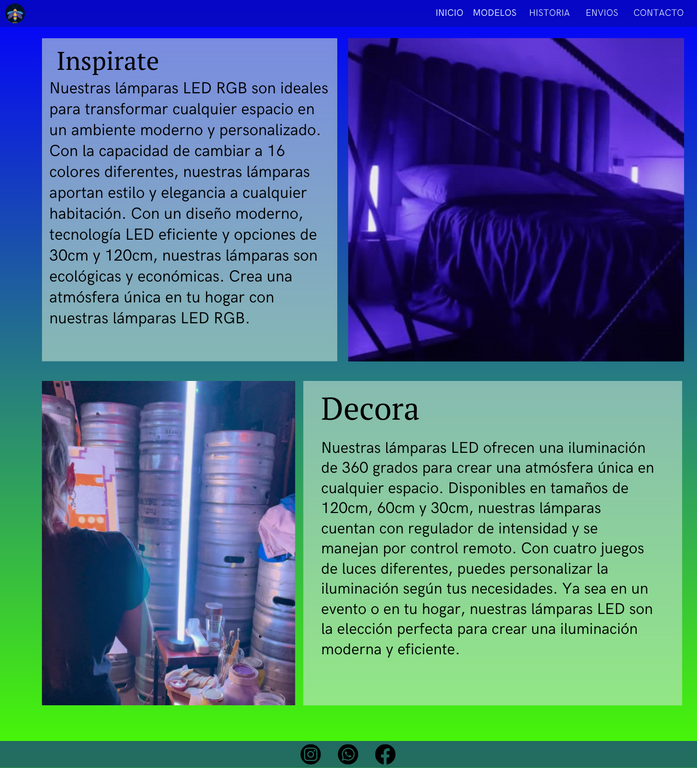 INICIO MODELOS HISTORIA ENVIOS CONTACTO
Inspirate
Nuestras lámparas LED RGB son ideales
para transformar cualquier espacio en
un ambiente moderno y personalizado.
Con la capacidad de cambiar a 16
colores diferentes, nuestras lámparas
aportan estilo y elegancia a cualquier
habitación. Con un diseño moderno,
tecnología LED eficiente y opciones de
30cm y 120cm, nuestras lámparas son
ecológicas y económicas. Crea una
atmósfera única en tu hogar con
nuestras lámparas LED RGB.
Decora
Nuestras lámparas LED ofrecen una iluminación
de 360 grados para crear una atmósfera única en
cualquier espacio. Disponibles en tamaños de
120cm, 60cm y 30cm, nuestras lámparas
cuentan con regulador de intensidad y se
manejan por control remoto. Con cuatro juegos
de luces diferentes, puedes personalizar la
iluminación según tus necesidades. Ya sea en un
evento o en tu hogar, nuestras lámparas LED son
la elección perfecta para crear una iluminación
moderna y eficiente.